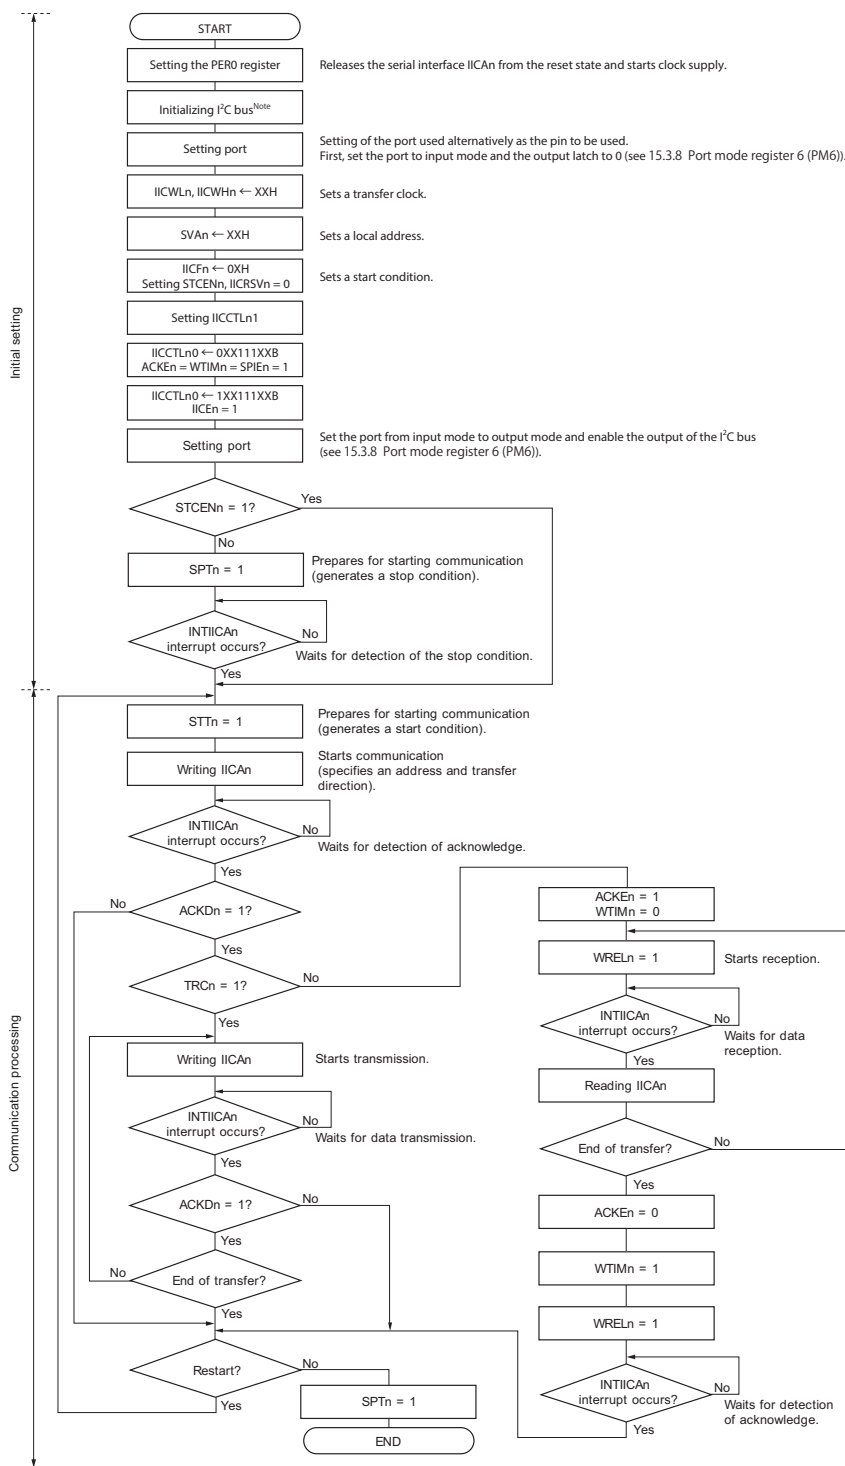 START
Setting the PER0 register
Releases the serial interface IICAn from the reset state and starts clock supply.
Initializing I²C bus^Note
Setting port
Setting of the port used alternatively as the pin to be used.
First, set the port to input mode and the output latch to 0 (see 15.3.8 Port mode register 6 (PM6)).
IICWLn, IICWHn ← XXH
Sets a transfer clock.
SVAn ← XXH
Sets a local address.
IICFn ← 0XH
Setting STCENn, IICRSVn = 0
Sets a start condition.
Setting IICCTLn1
IICCTLn0 ← 0XX111XXB
ACKEn = WTIMn = SPIEn = 1
IICCTLn0 ← 1XX111XXB
IICEn = 1
Setting port
Set the port from input mode to output mode and enable the output of the I²C bus
(see 15.3.8 Port mode register 6 (PM6)).
Initial setting
STCENn = 1?
Yes
No
SPTn = 1
Prepares for starting communication
(generates a stop condition).
INTIICAn
interrupt occurs?
No
Waits for detection of the stop condition.
Yes
STTn = 1
Prepares for starting communication
(generates a start condition).
Writing IICAn
Starts communication
(specifies an address and transfer
direction).
INTIICAn
interrupt occurs?
No
Waits for detection of acknowledge.
Yes
ACKDn = 1?
No
Yes
TRCn = 1?
No
Yes
Writing IICAn
Starts transmission.
INTIICAn
interrupt occurs?
No
Waits for data transmission.
Yes
ACKDn = 1?
No
Yes
End of transfer?
No
Yes
Restart?
No
Yes
SPTn = 1
END
Communication processing
ACKEn = 1
WTIMn = 0
WRELn = 1
Starts reception.
INTIICAn
interrupt occurs?
No
Waits for data
reception.
Yes
Reading IICAn
End of transfer?
No
Yes
ACKEn = 0
WTIMn = 1
WRELn = 1
INTIICAn
interrupt occurs?
No
Waits for detection
of acknowledge.
Yes